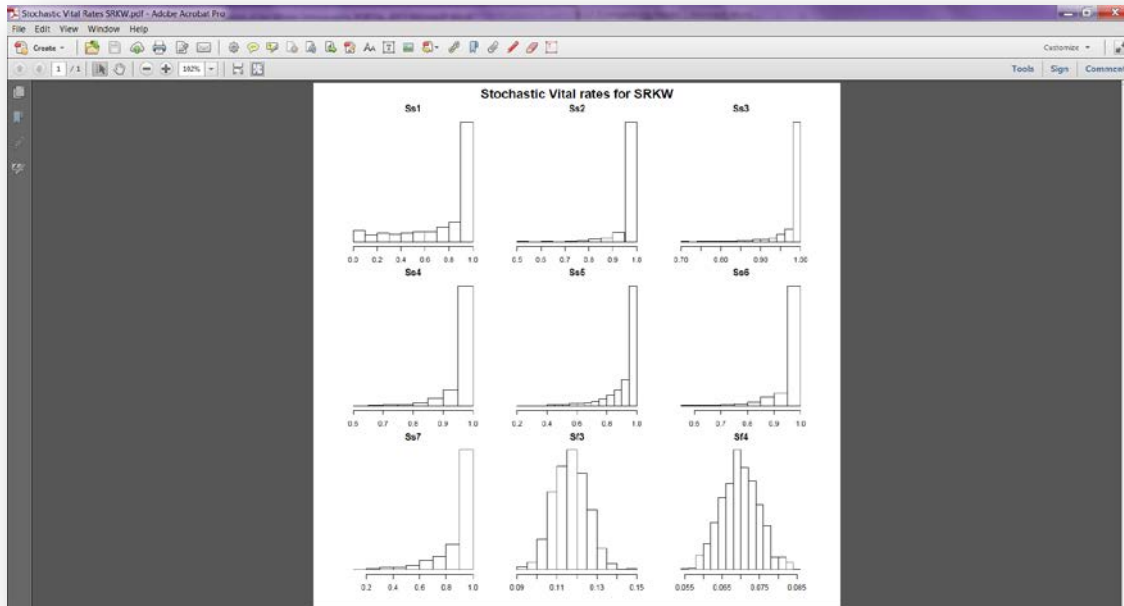 Stochastic Vital Rates SRKW.pdf - Adobe Acrobat Pro
File Edit View Window Help
Create Customize
1 / 1 102% Tools Sign Comment
Stochastic Vital rates for SRKW
Ss1 Ss2 Ss3
0.0 0.2 0.4 0.6 0.8 1.0 0.5 0.6 0.7 0.8 0.9 1.0 0.70 0.80 0.90 1.00
Ss4 Ss5 Ss6
0.6 0.7 0.8 0.9 1.0 0.2 0.4 0.6 0.8 1.0 0.6 0.7 0.8 0.9 1.0
Ss7 Sf3 Sf4
0.2 0.4 0.6 0.8 1.0 0.09 0.11 0.13 0.15 0.055 0.065 0.075 0.085